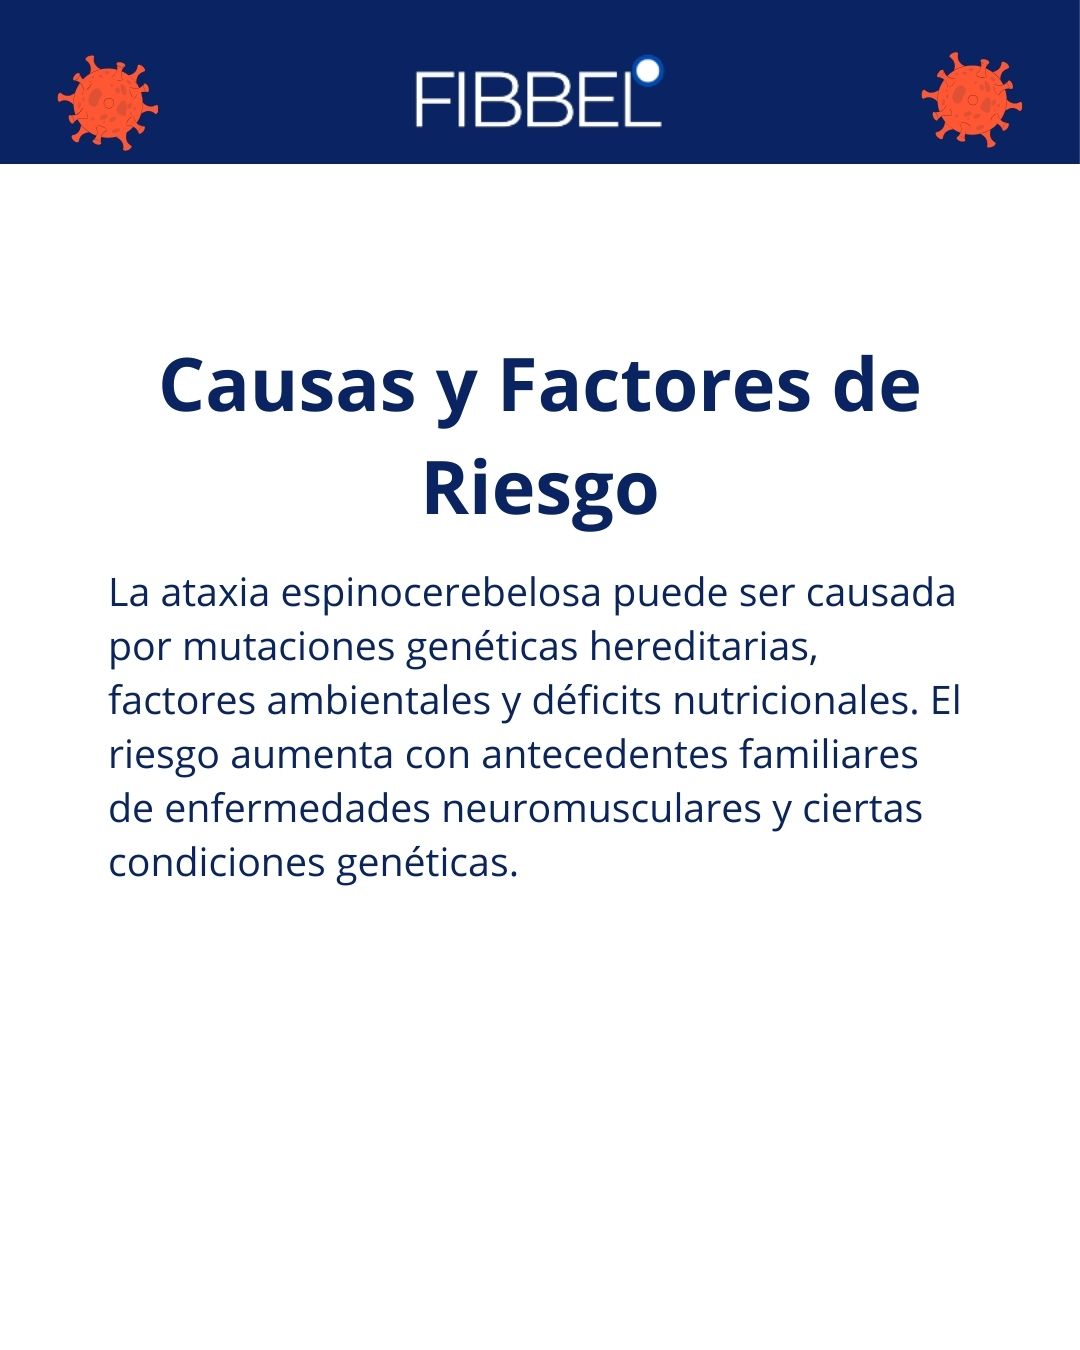 FIBBEL
Causas y Factores de
Riesgo
La ataxia espinocerebelosa puede ser causada
por mutaciones genéticas hereditarias,
factores ambientales y déficits nutricionales. El
riesgo aumenta con antecedentes familiares
de enfermedades neuromusculares y ciertas
condiciones genéticas.